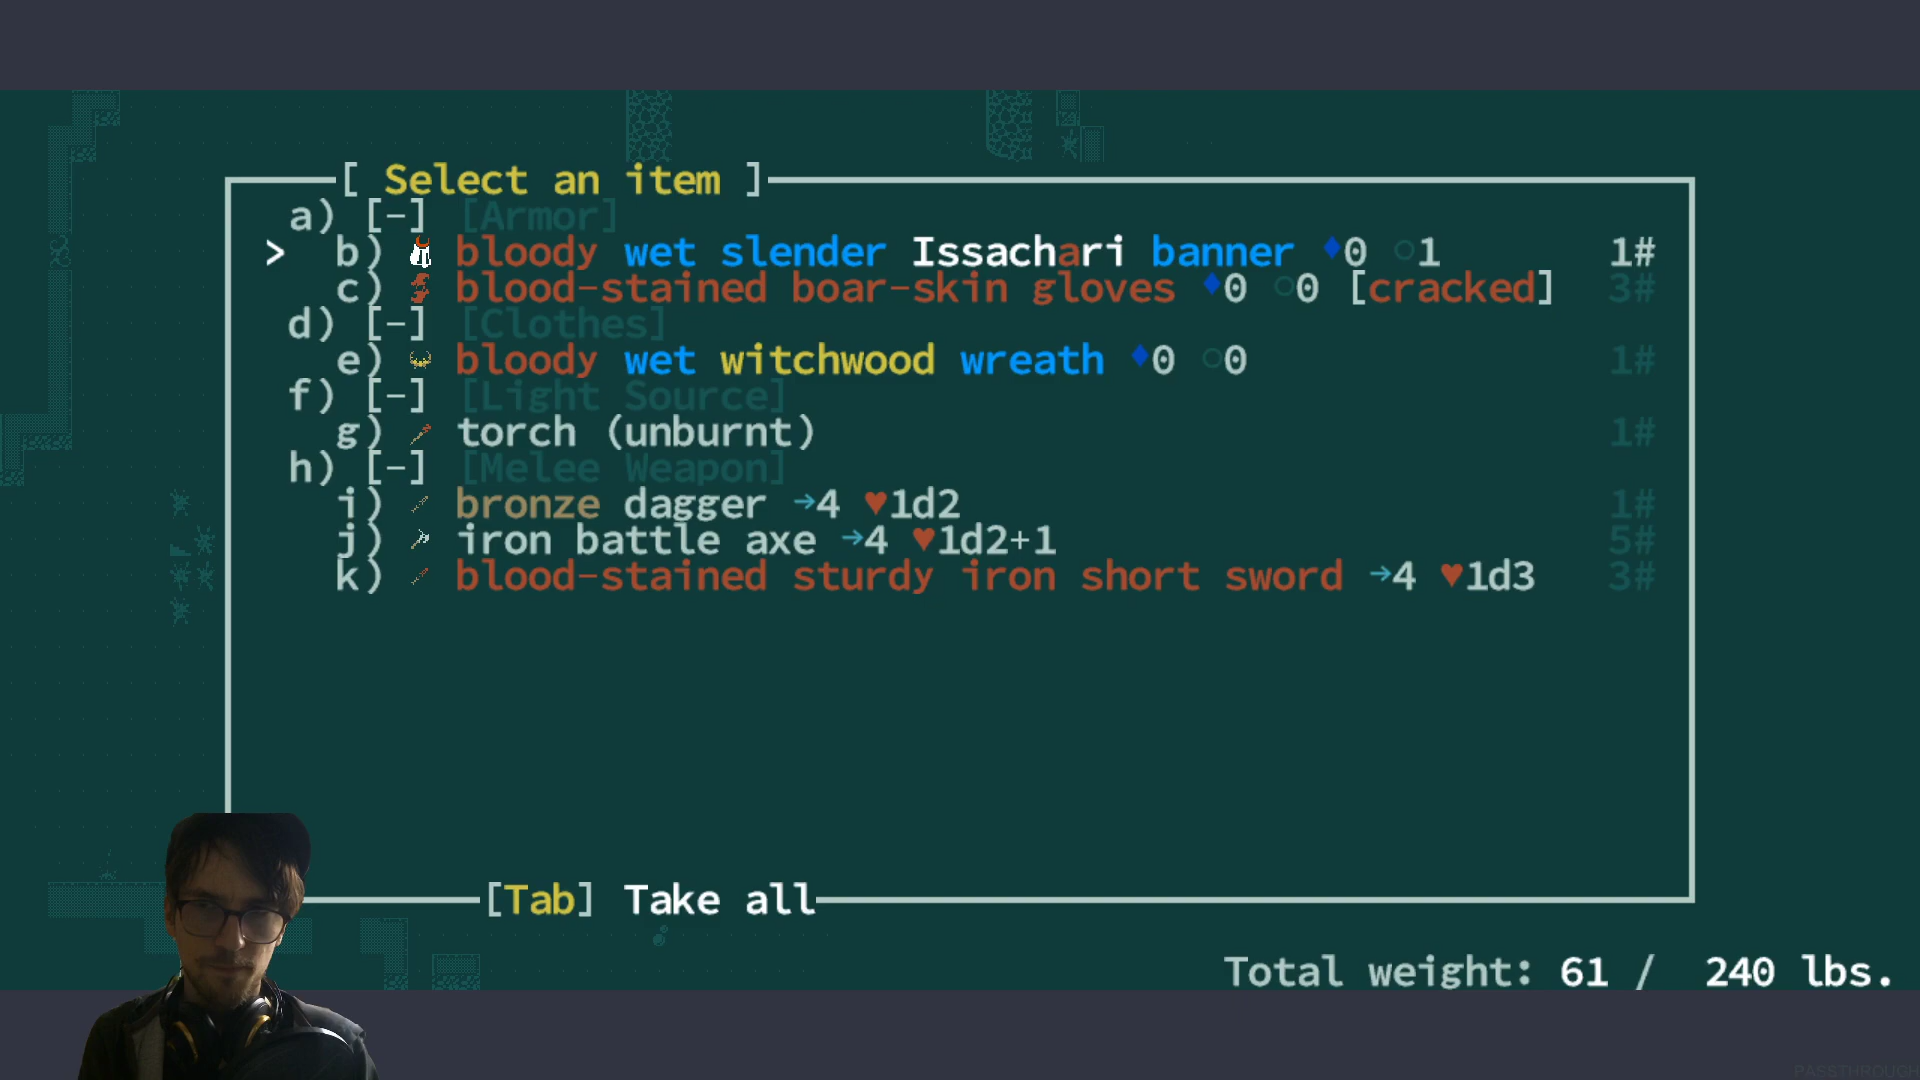 [ Select an item ]
a) [-] [Armor]
> b) bloody wet slender Issachari banner ♦0 ○1 1#
c) blood-stained boar-skin gloves ♦0 ○0 [cracked] 3#
d) [-] [Clothes]
e) bloody wet witchwood wreath ♦0 ○0 1#
f) [-] [Light Source]
g) torch (unburnt) 1#
h) [-] [Melee Weapon]
i) bronze dagger →4 ♥1d2 1#
j) iron battle axe →4 ♥1d2+1 5#
k) blood-stained sturdy iron short sword →4 ♥1d3 3#
[Tab] Take all
Total weight: 61 / 240 lbs.
PASSTHROUGH